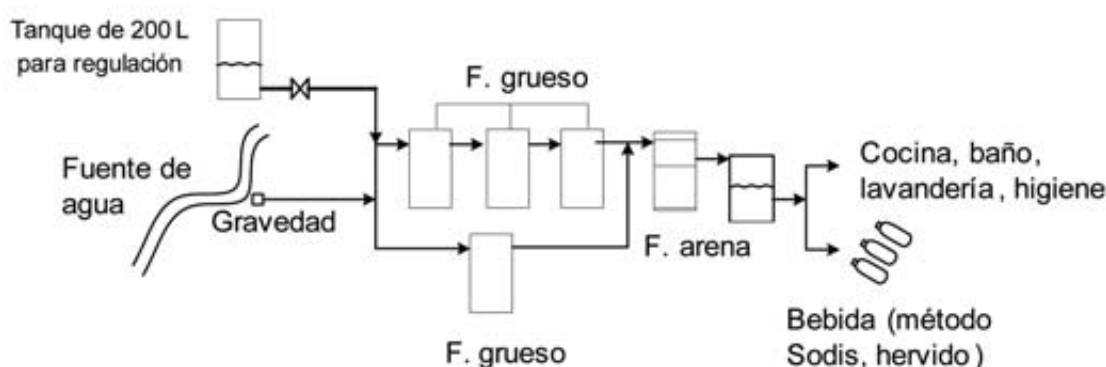 Tanque de 200 L
para regulación
F. grueso
Fuente de
agua
Gravedad
Cocina, baño,
lavandería, higiene
F. arena
F. grueso
Bebida (método
Sodis, hervido)